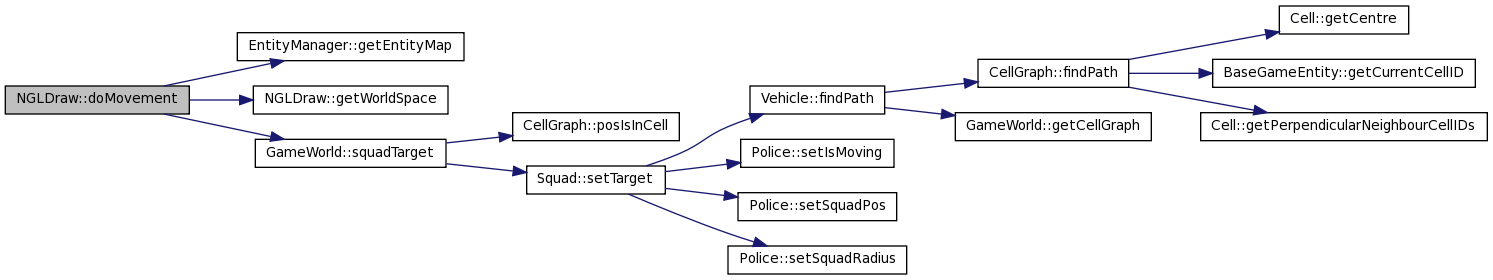 NGLDraw::doMovement
EntityManager::getEntityMap
NGLDraw::getWorldSpace
GameWorld::squadTarget
CellGraph::posIsInCell
Squad::setTarget
Vehicle::findPath
Police::setIsMoving
Police::setSquadPos
Police::setSquadRadius
CellGraph::findPath
GameWorld::getCellGraph
Cell::getCentre
BaseGameEntity::getCurrentCellID
Cell::getPerpendicularNeighbourCellIDs